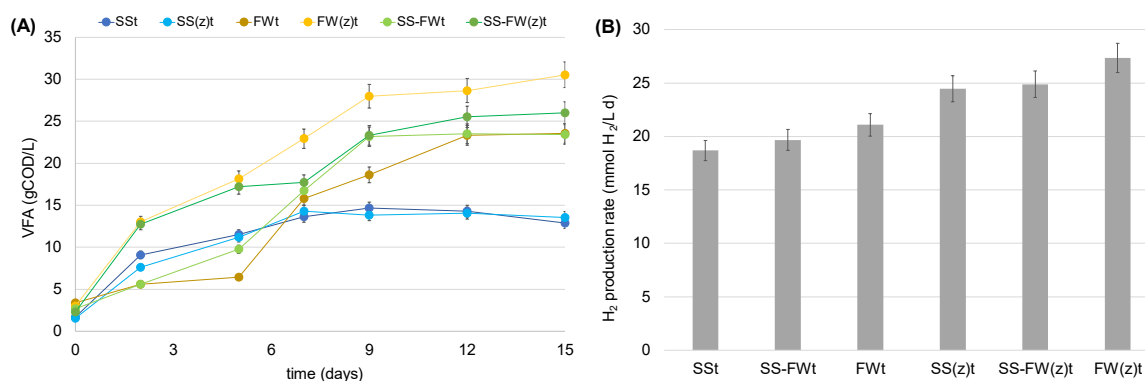 (A)
SSt SS(z)t FWt FW(z)t SS-FWt SS-FW(z)t
VFA (gCOD/L)
35
30
25
20
15
10
5
0
0 3 6 9 12 15
time (days)
(B)
H₂ production rate (mmol H₂/L d)
30
25
20
15
10
5
0
SSt SS-FWt FWt SS(z)t SS-FW(z)t FW(z)t